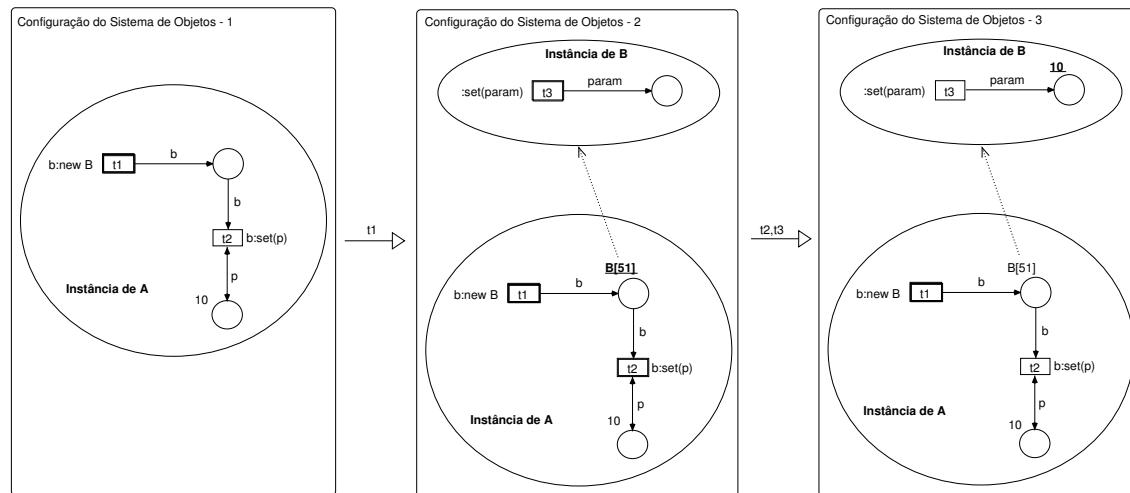 Configuração do Sistema de Objetos - 1
b:new B
t1
b
b
t2
b:set(p)
p
Instância de A
10
t1
Configuração do Sistema de Objetos - 2
Instância de B
:set(param)
t3
param
B[51]
b:new B
t1
b
b
t2
b:set(p)
p
Instância de A
10
t2,t3
Configuração do Sistema de Objetos - 3
Instância de B
10
:set(param)
t3
param
B[51]
b:new B
t1
b
b
t2
b:set(p)
p
Instância de A
10